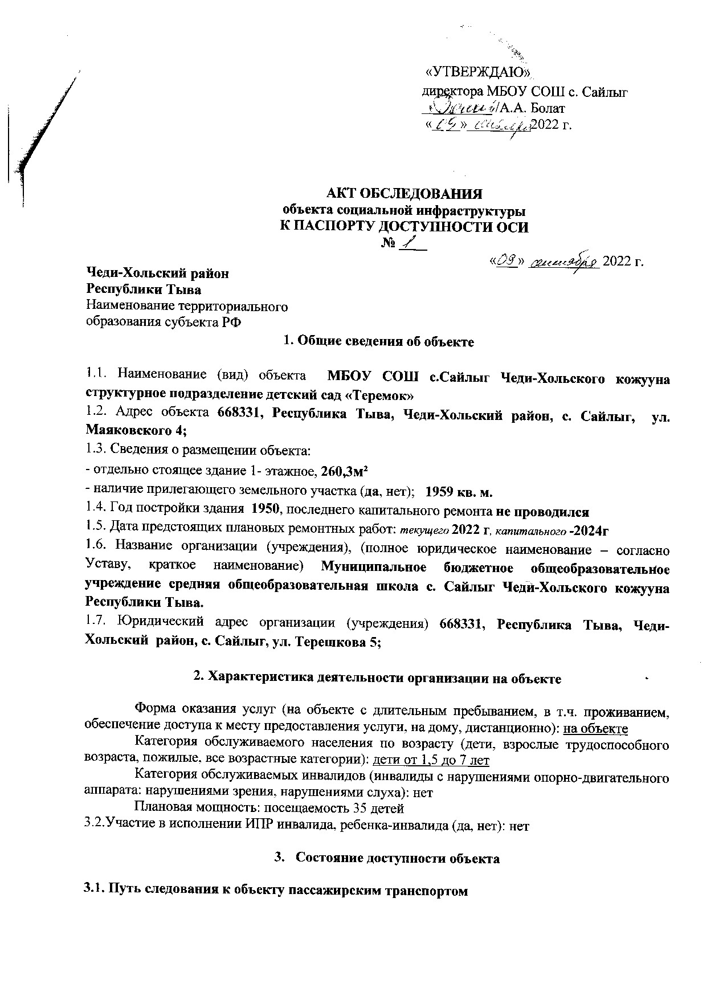 «УТВЕРЖДАЮ»
директора МБОУ СОШ с. Сайлыг
/А.А. Болат
«09» сентября 2022 г.
АКТ ОБСЛЕДОВАНИЯ
объекта социальной инфраструктуры
К ПАСПОРТУ ДОСТУПНОСТИ ОСИ
№ 1
«09» сентября 2022 г.
Чеди-Хольский район
Республики Тыва
Наименование территориального
образования субъекта РФ
1. Общие сведения об объекте
1.1. Наименование (вид) объекта МБОУ СОШ с.Сайлыг Чеди-Хольского кожууна
структурное подразделение детский сад «Теремок»
1.2. Адрес объекта 668331, Республика Тыва, Чеди-Хольский район, с. Сайлыг, ул.
Маяковского 4;
1.3. Сведения о размещении объекта:
- отдельно стоящее здание 1- этажное, 260,3м²
- наличие прилегающего земельного участка (да, нет); 1959 кв. м.
1.4. Год постройки здания 1950, последнего капитального ремонта не проводился
1.5. Дата предстоящих плановых ремонтных работ: текущего 2022 г, капитального -2024г
1.6. Название организации (учреждения), (полное юридическое наименование – согласно
Уставу, краткое наименование) Муниципальное бюджетное общеобразовательное
учреждение средняя общеобразовательная школа с. Сайлыг Чеди-Хольского кожууна
Республики Тыва.
1.7. Юридический адрес организации (учреждения) 668331, Республика Тыва, Чеди-
Хольский район, с. Сайлыг, ул. Терешкова 5;
2. Характеристика деятельности организации на объекте
Форма оказания услуг (на объекте с длительным пребыванием, в т.ч. проживанием,
обеспечение доступа к месту предоставления услуги, на дому, дистанционно): на объекте
Категория обслуживаемого населения по возрасту (дети, взрослые трудоспособного
возраста, пожилые, все возрастные категории): дети от 1,5 до 7 лет
Категория обслуживаемых инвалидов (инвалиды с нарушениями опорно-двигательного
аппарата: нарушениями зрения, нарушениями слуха): нет
Плановая мощность: посещаемость 35 детей
3.2.Участие в исполнении ИПР инвалида, ребенка-инвалида (да, нет): нет
3. Состояние доступности объекта
3.1. Путь следования к объекту пассажирским транспортом